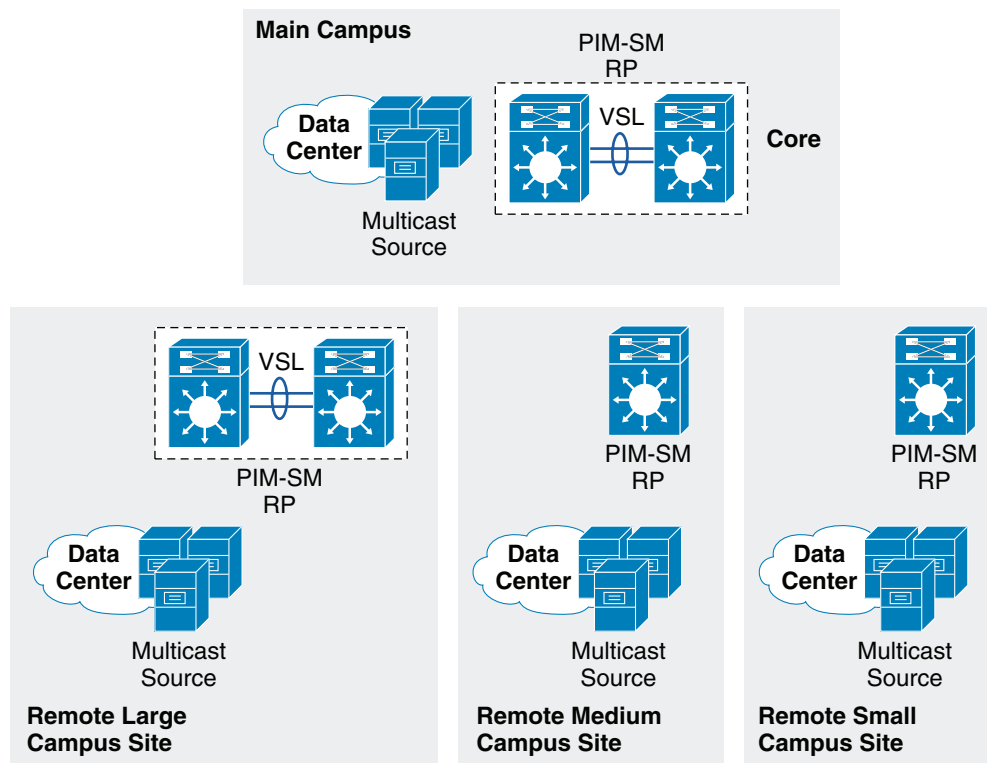 Main Campus
PIM-SM
RP
Data
Center
VSL
Core
Multicast
Source
VSL
PIM-SM
RP
Data
Center
Multicast
Source
Remote Large
Campus Site
PIM-SM
RP
Data
Center
Multicast
Source
Remote Medium
Campus Site
PIM-SM
RP
Data
Center
Multicast
Source
Remote Small
Campus Site